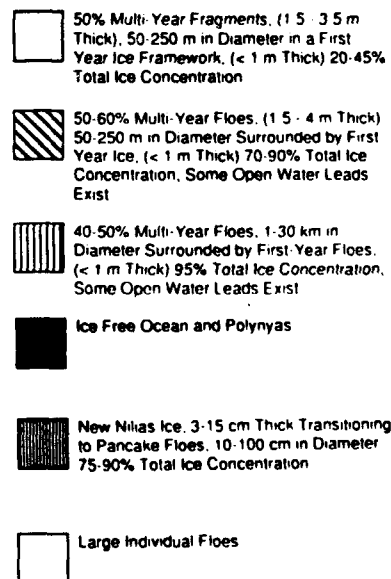 50% Multi-Year Fragments, (1 5 - 3 5 m
Thick), 50-250 m in Diameter in a First
Year Ice Framework, (< 1 m Thick) 20-45%
Total Ice Concentration
50-60% Multi-Year Floes, (1 5 - 4 m Thick)
50-250 m in Diameter Surrounded by First
Year Ice, (< 1 m Thick) 70-90% Total Ice
Concentration, Some Open Water Leads
Exist
40-50% Multi-Year Floes, 1-30 km in
Diameter Surrounded by First-Year Floes,
(< 1 m Thick) 95% Total Ice Concentration,
Some Open Water Leads Exist
Ice Free Ocean and Polynyas
New Nilas Ice, 3-15 cm Thick Transitioning
to Pancake Floes, 10-100 cm in Diameter
75-90% Total Ice Concentration
Large Individual Floes